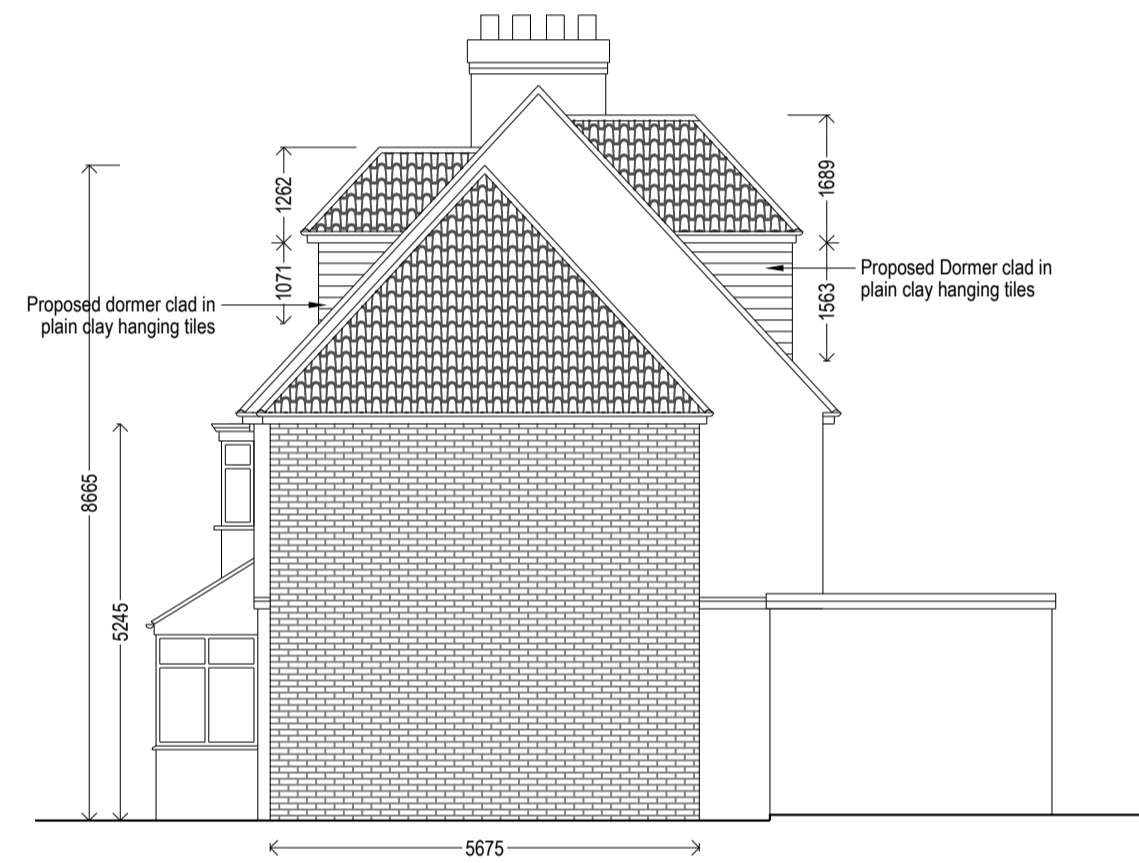 1262
1689
1071
Proposed dormer clad in
plain clay hanging tiles
Proposed Dormer clad in
plain clay hanging tiles
1563
8665
5245
5675